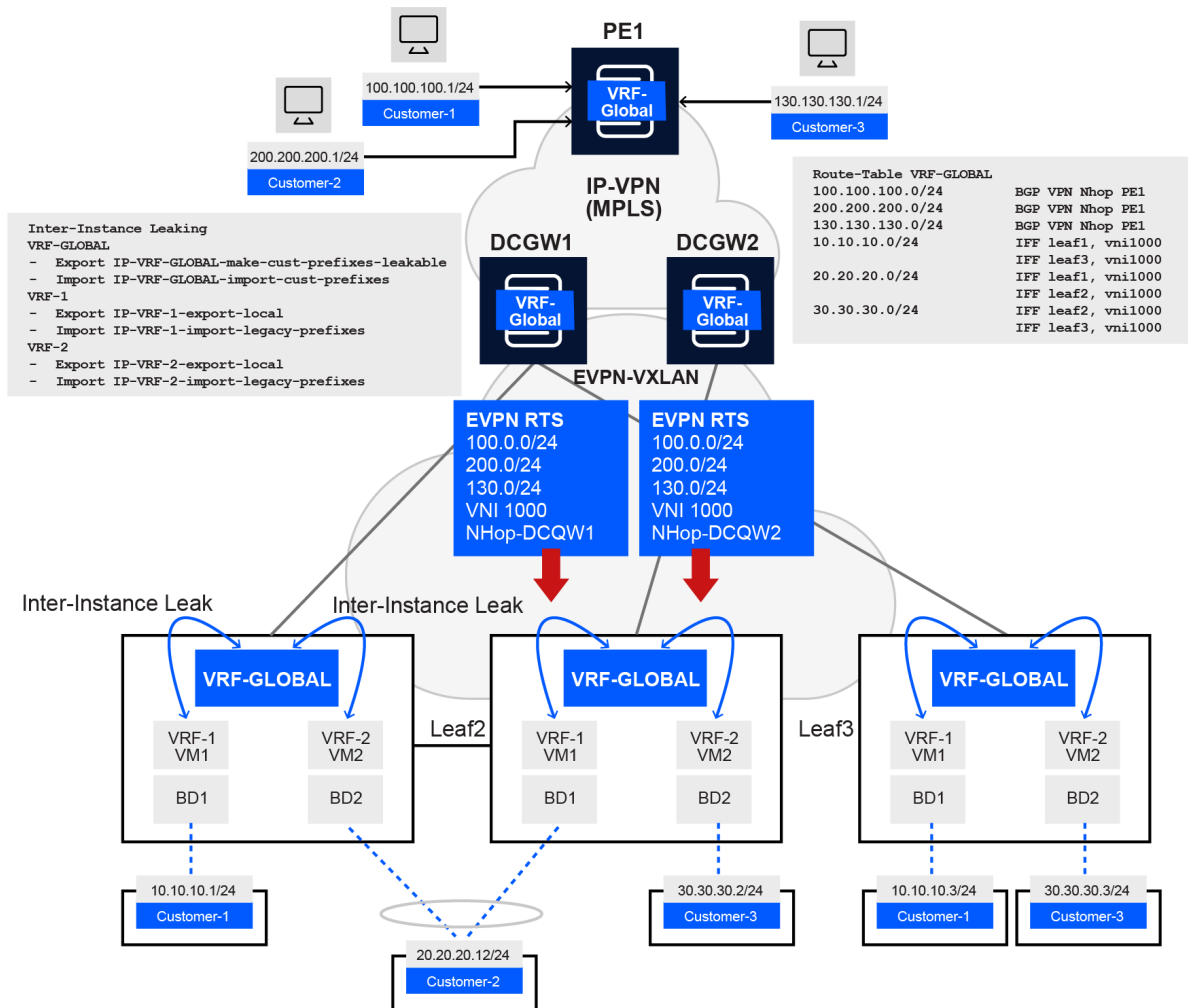 PE1
VRF-
Global
100.100.100.1/24
Customer-1
130.130.130.1/24
Customer-3
200.200.200.1/24
Customer-2
IP-VPN
(MPLS)
Inter-Instance Leaking
VRF-GLOBAL
- Export IP-VRF-GLOBAL-make-cust-prefixes-leakable
- Import IP-VRF-GLOBAL-import-cust-prefixes
VRF-1
- Export IP-VRF-1-export-local
- Import IP-VRF-1-import-legacy-prefixes
VRF-2
- Export IP-VRF-2-export-local
- Import IP-VRF-2-import-legacy-prefixes
Route-Table VRF-GLOBAL
100.100.100.0/24 BGP VPN Nhop PE1
200.200.200.0/24 BGP VPN Nhop PE1
130.130.130.0/24 BGP VPN Nhop PE1
10.10.10.0/24 IFF leaf1, vni1000
IFF leaf3, vni1000
20.20.20.0/24 IFF leaf1, vni1000
IFF leaf2, vni1000
30.30.30.0/24 IFF leaf2, vni1000
IFF leaf3, vni1000
DCGW1
VRF-
Global
DCGW2
VRF-
Global
EVPN-VXLAN
EVPN RTS
100.0.0/24
200.0/24
130.0/24
VNI 1000
NHop-DCQW1
EVPN RTS
100.0.0/24
200.0/24
130.0/24
VNI 1000
NHop-DCQW2
Inter-Instance Leak
Inter-Instance Leak
VRF-GLOBAL
VRF-1
VM1
VRF-2
VM2
BD1
BD2
Leaf2
VRF-GLOBAL
VRF-1
VM1
VRF-2
VM2
BD1
BD2
Leaf3
VRF-GLOBAL
VRF-1
VM1
VRF-2
VM2
BD1
BD2
10.10.10.1/24
Customer-1
20.20.20.12/24
Customer-2
30.30.30.2/24
Customer-3
10.10.10.3/24
Customer-1
30.30.30.3/24
Customer-3